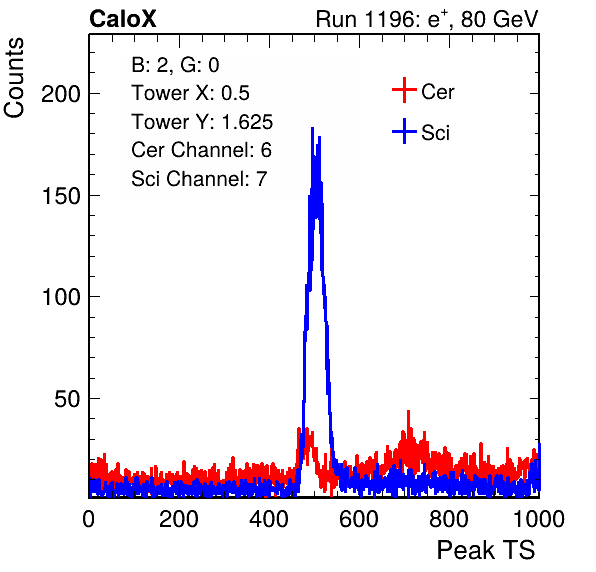 CaloX Run 1196: e+, 80 GeV
Counts
B: 2, G: 0
Tower X: 0.5
Tower Y: 1.625
Cer Channel: 6
Sci Channel: 7
Cer
Sci
200
150
100
50
0 200 400 600 800 1000
Peak TS